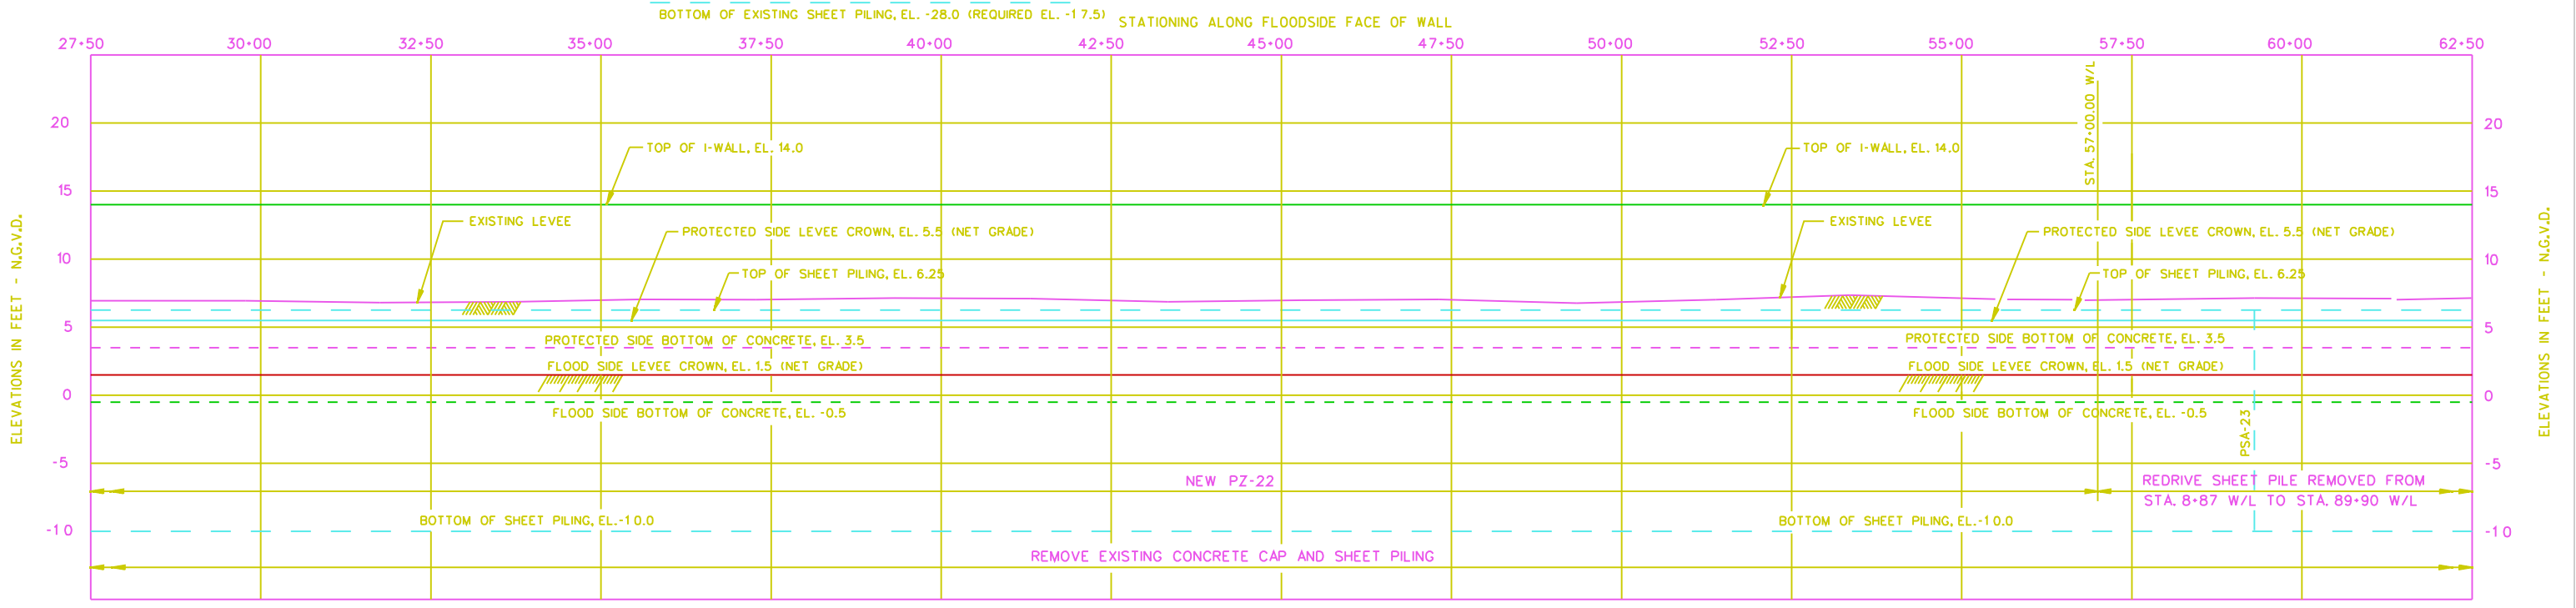 BOTTOM OF EXISTING SHEET PILING, EL. -28.0 (REQUIRED EL. -17.5)
STATIONING ALONG FLOODSIDE FACE OF WALL
27+50 30+00 32+50 35+00 37+50 40+00 42+50 45+00 47+50 50+00 52+50 55+00 57+50 60+00 62+50
STA. 57+00.00 W/L
20 20
TOP OF I-WALL, EL. 14.0 TOP OF I-WALL, EL. 14.0
15 15
EXISTING LEVEE EXISTING LEVEE
PROTECTED SIDE LEVEE CROWN, EL. 5.5 (NET GRADE) PROTECTED SIDE LEVEE CROWN, EL. 5.5 (NET GRADE)
10 10
TOP OF SHEET PILING, EL. 6.25 TOP OF SHEET PILING, EL. 6.25
ELEVATIONS IN FEET - N.G.V.D. ELEVATIONS IN FEET - N.G.V.D.
5 5
PROTECTED SIDE BOTTOM OF CONCRETE, EL. 3.5 PROTECTED SIDE BOTTOM OF CONCRETE, EL. 3.5
FLOOD SIDE LEVEE CROWN, EL. 1.5 (NET GRADE) FLOOD SIDE LEVEE CROWN, EL. 1.5 (NET GRADE)
0 0
FLOOD SIDE BOTTOM OF CONCRETE, EL. -0.5 FLOOD SIDE BOTTOM OF CONCRETE, EL. -0.5
PSA-23
-5 -5
NEW PZ-22 REDRIVE SHEET PILE REMOVED FROM
STA. 8+87 W/L TO STA. 89+90 W/L
BOTTOM OF SHEET PILING, EL.-10.0 BOTTOM OF SHEET PILING, EL.-10.0
-10 -10
REMOVE EXISTING CONCRETE CAP AND SHEET PILING